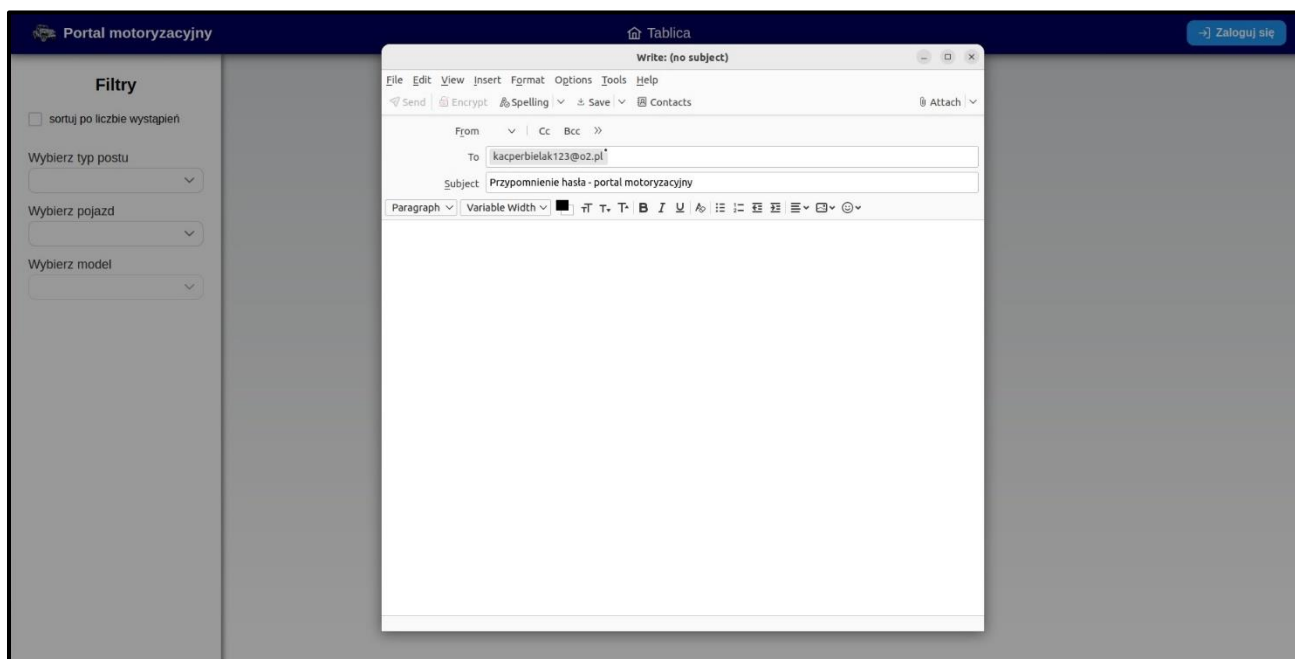 Portal motoryzacyjny
Tablica
Zaloguj się
Write: (no subject)
File Edit View Insert Format Options Tools Help
Send Encrypt Spelling Save Contacts Attach
From Cc Bcc
To kacperbielak123@o2.pl
Subject Przypomnienie hasła - portal motoryzacyjny
Paragraph Variable Width B I U
Filtry
sortuj po liczbie wystąpień
Wybierz typ postu
Wybierz pojazd
Wybierz model